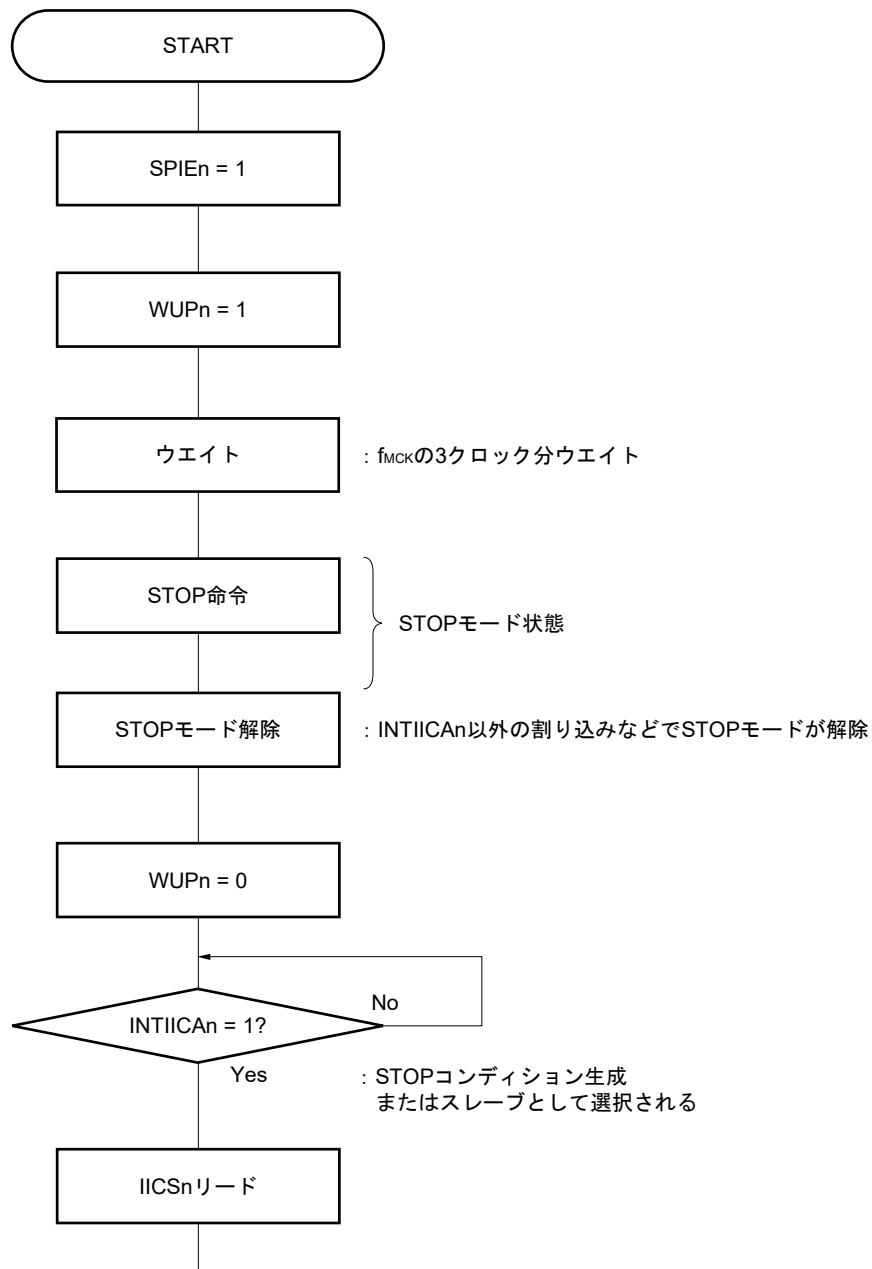 START
SPIEn = 1
WUPn = 1
ウエイト
: fMCKの3クロック分ウエイト
STOP命令
STOPモード状態
STOPモード解除
: INTIICAn以外の割り込みなどでSTOPモードが解除
WUPn = 0
No
INTIICAn = 1?
Yes
: STOPコンディション生成
またはスレーブとして選択される
IICSnリード